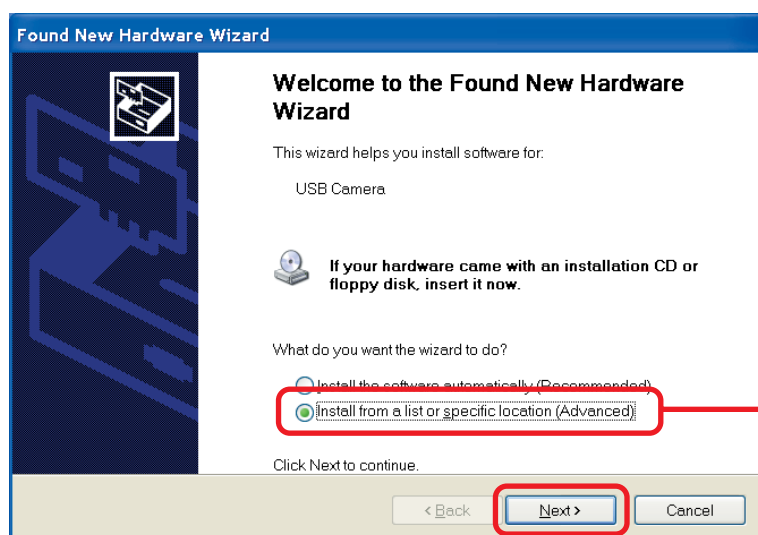 Found New Hardware Wizard
Welcome to the Found New Hardware
Wizard
This wizard helps you install software for:
USB Camera
If your hardware came with an installation CD or
floppy disk, insert it now.
What do you want the wizard to do?
Install the software automatically (Recommended)
Install from a list or specific location (Advanced)
Click Next to continue.
< Back
Next >
Cancel